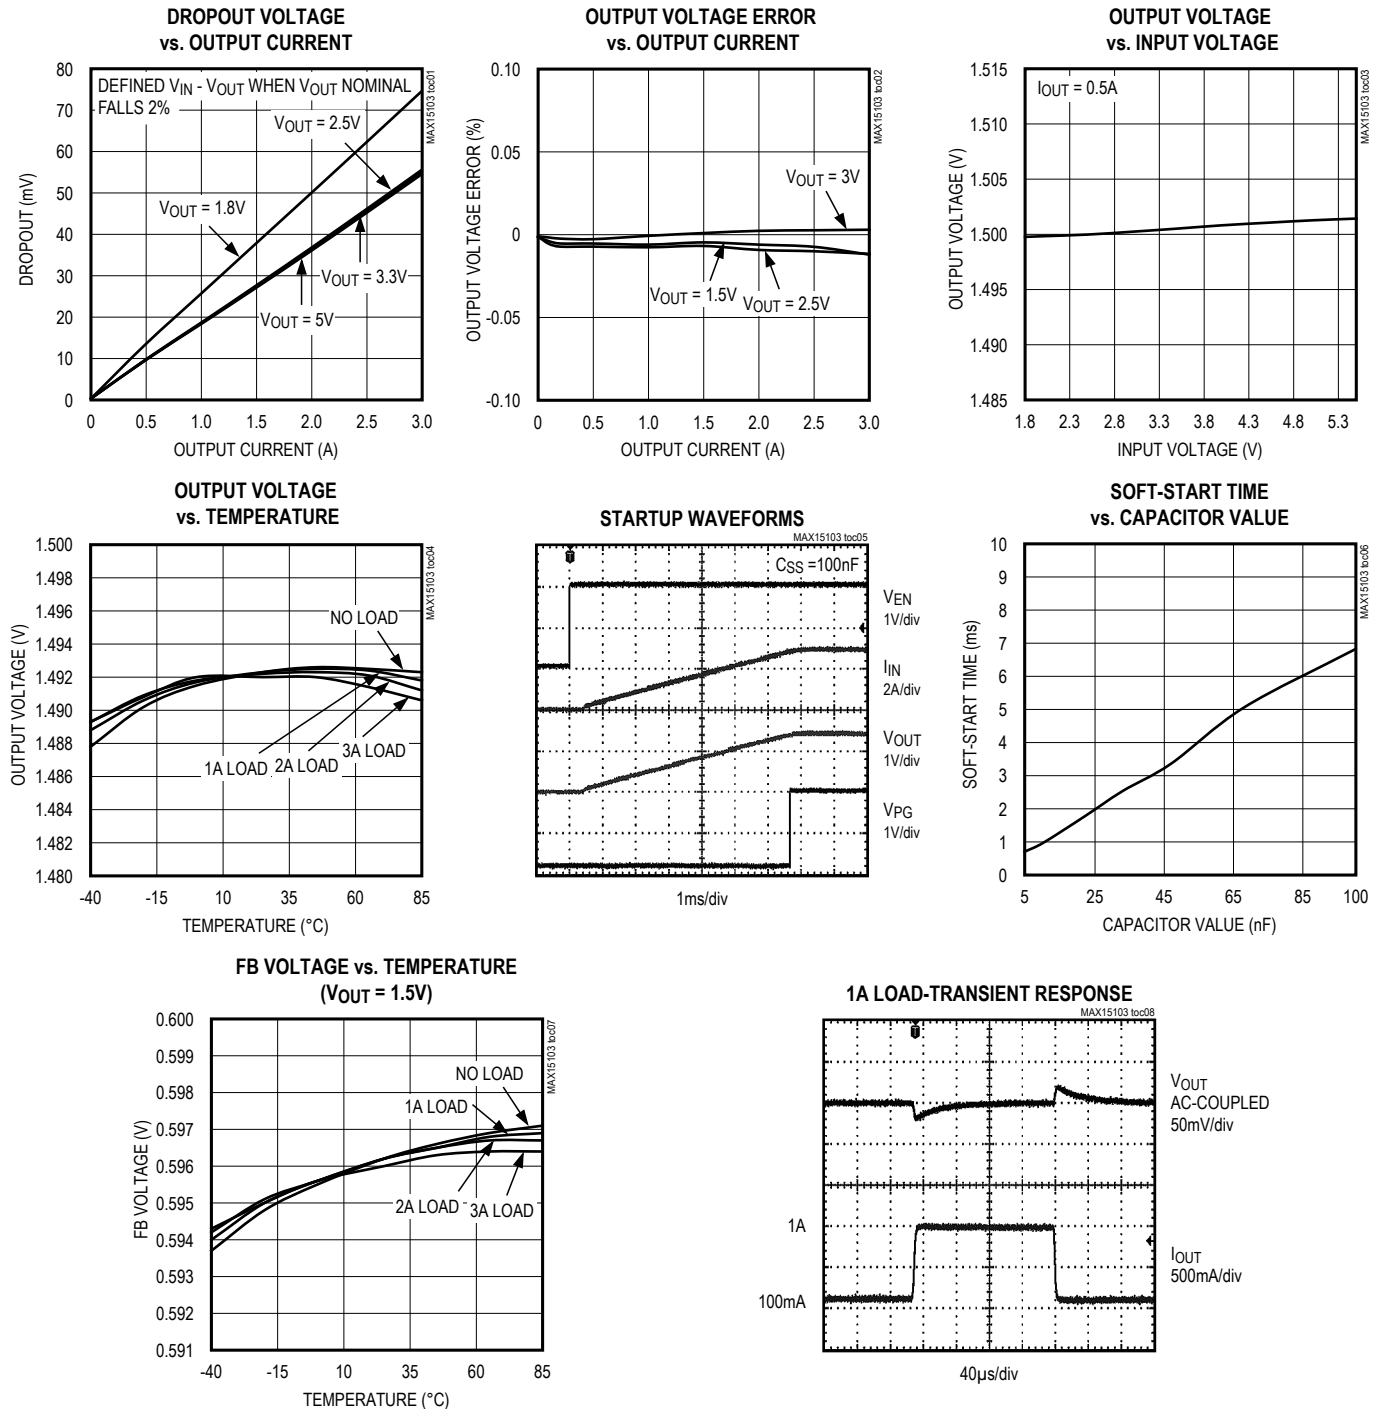 DROPOUT VOLTAGE
vs. OUTPUT CURRENT
MAX15103 toc01
DEFINED VIN - VOUT WHEN VOUT NOMINAL
FALLS 2%
VOUT = 2.5V
VOUT = 1.8V
VOUT = 3.3V
VOUT = 5V
DROPOUT (mV)
80
70
60
50
40
30
20
10
0
0 0.5 1.0 1.5 2.0 2.5 3.0
OUTPUT CURRENT (A)
OUTPUT VOLTAGE ERROR
vs. OUTPUT CURRENT
MAX15103 toc02
VOUT = 3V
VOUT = 1.5V
VOUT = 2.5V
OUTPUT VOLTAGE ERROR (%)
0.10
0.05
0
-0.05
-0.10
0 0.5 1.0 1.5 2.0 2.5 3.0
OUTPUT CURRENT (A)
OUTPUT VOLTAGE
vs. INPUT VOLTAGE
MAX15103 toc03
IOUT = 0.5A
OUTPUT VOLTAGE (V)
1.515
1.510
1.505
1.500
1.495
1.490
1.485
1.8 2.3 2.8 3.3 3.8 4.3 4.8 5.3
INPUT VOLTAGE (V)
OUTPUT VOLTAGE
vs. TEMPERATURE
MAX15103 toc04
NO LOAD
3A LOAD
1A LOAD
2A LOAD
OUTPUT VOLTAGE (V)
1.500
1.498
1.496
1.494
1.492
1.490
1.488
1.486
1.484
1.482
1.480
-40 -15 10 35 60 85
TEMPERATURE (°C)
STARTUP WAVEFORMS
MAX15103 toc05
T
CSS =100nF
VEN
1V/div
IIN
2A/div
VOUT
1V/div
VPG
1V/div
1ms/div
SOFT-START TIME
vs. CAPACITOR VALUE
MAX15103 toc06
SOFT-START TIME (ms)
10
9
8
7
6
5
4
3
2
1
0
5 25 45 65 85 100
CAPACITOR VALUE (nF)
FB VOLTAGE vs. TEMPERATURE
(VOUT = 1.5V)
MAX15103 toc07
NO LOAD
1A LOAD
2A LOAD
3A LOAD
FB VOLTAGE (V)
0.600
0.599
0.598
0.597
0.596
0.595
0.594
0.593
0.592
0.591
-40 -15 10 35 60 85
TEMPERATURE (°C)
1A LOAD-TRANSIENT RESPONSE
MAX15103 toc08
T
VOUT
AC-COUPLED
50mV/div
1A
100mA
IOUT
500mA/div
40µs/div